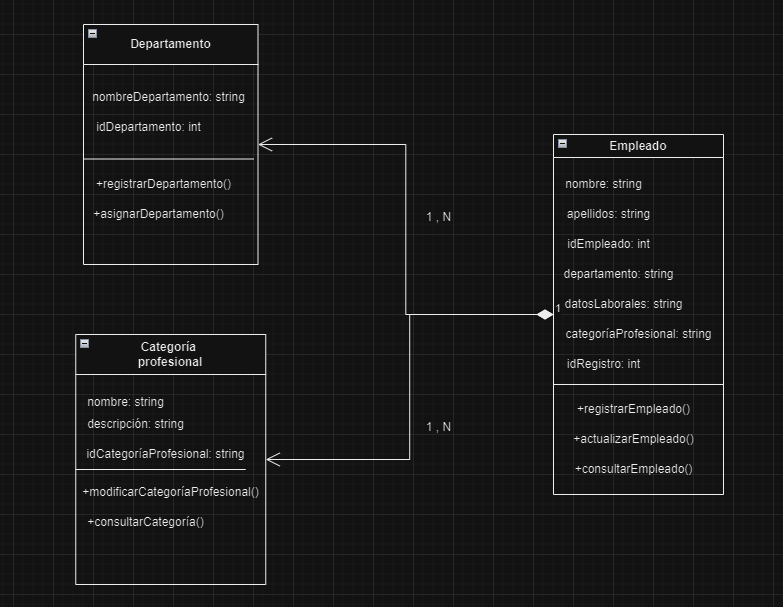 Departamento
nombreDepartamento: string
idDepartamento: int
+registrarDepartamento()
+asignarDepartamento()
1 , N
Empleado
nombre: string
apellidos: string
idEmpleado: int
departamento: string
1
datosLaborales: string
categoríaProfesional: string
idRegistro: int
+registrarEmpleado()
+actualizarEmpleado()
+consultarEmpleado()
Categoría
profesional
nombre: string
descripción: string
idCategoríaProfesional: string
+modificarCategoríaProfesional()
+consultarCategoría()
1 , N